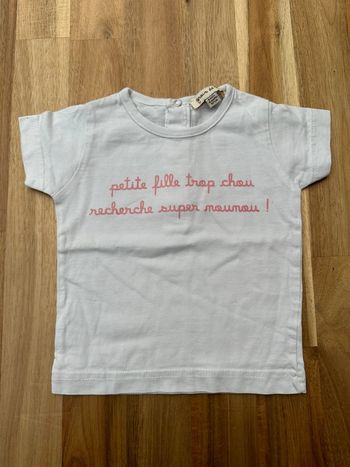 petite fille trop chou
recherche super nounou !